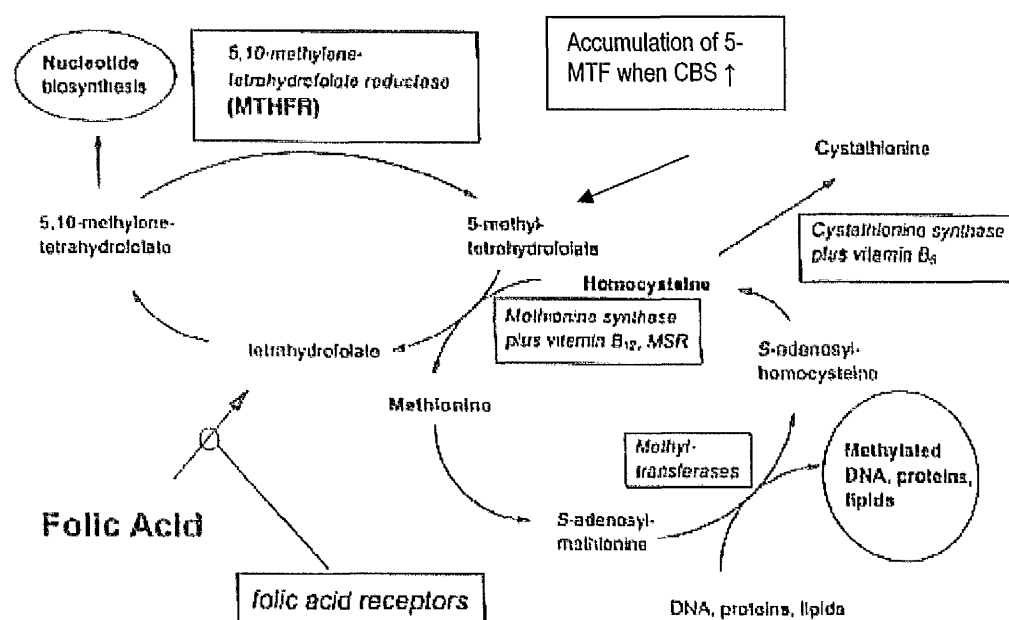 Nucleotide
biosynthesis
5,10-methylene-
tetrahydrofolate reductase
(MTHFR)
Accumulation of 5-
MTF when CBS ↑
Cystathionine
5,10-methylene-
tetrahydrofolate
5-methyl-
tetrahydrofolate
Cystathionine synthase
plus vitamin B6
Homocysteine
Methionine synthase
plus vitamin B12, MSR
tetrahydrofolate
S-adenosyl-
homocysteine
Methionine
Methyl-
transferases
Methylated
DNA, proteins,
lipids
Folic Acid
S-adenosyl-
methionine
folic acid receptors
DNA, proteins, lipids